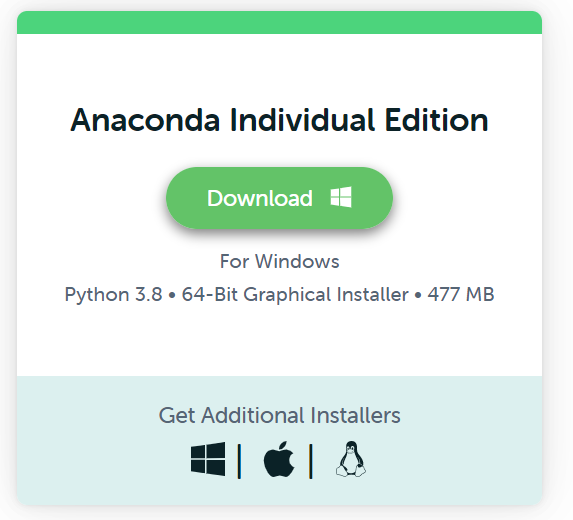 Anaconda Individual Edition
Download
For Windows
Python 3.8 • 64-Bit Graphical Installer • 477 MB
Get Additional Installers